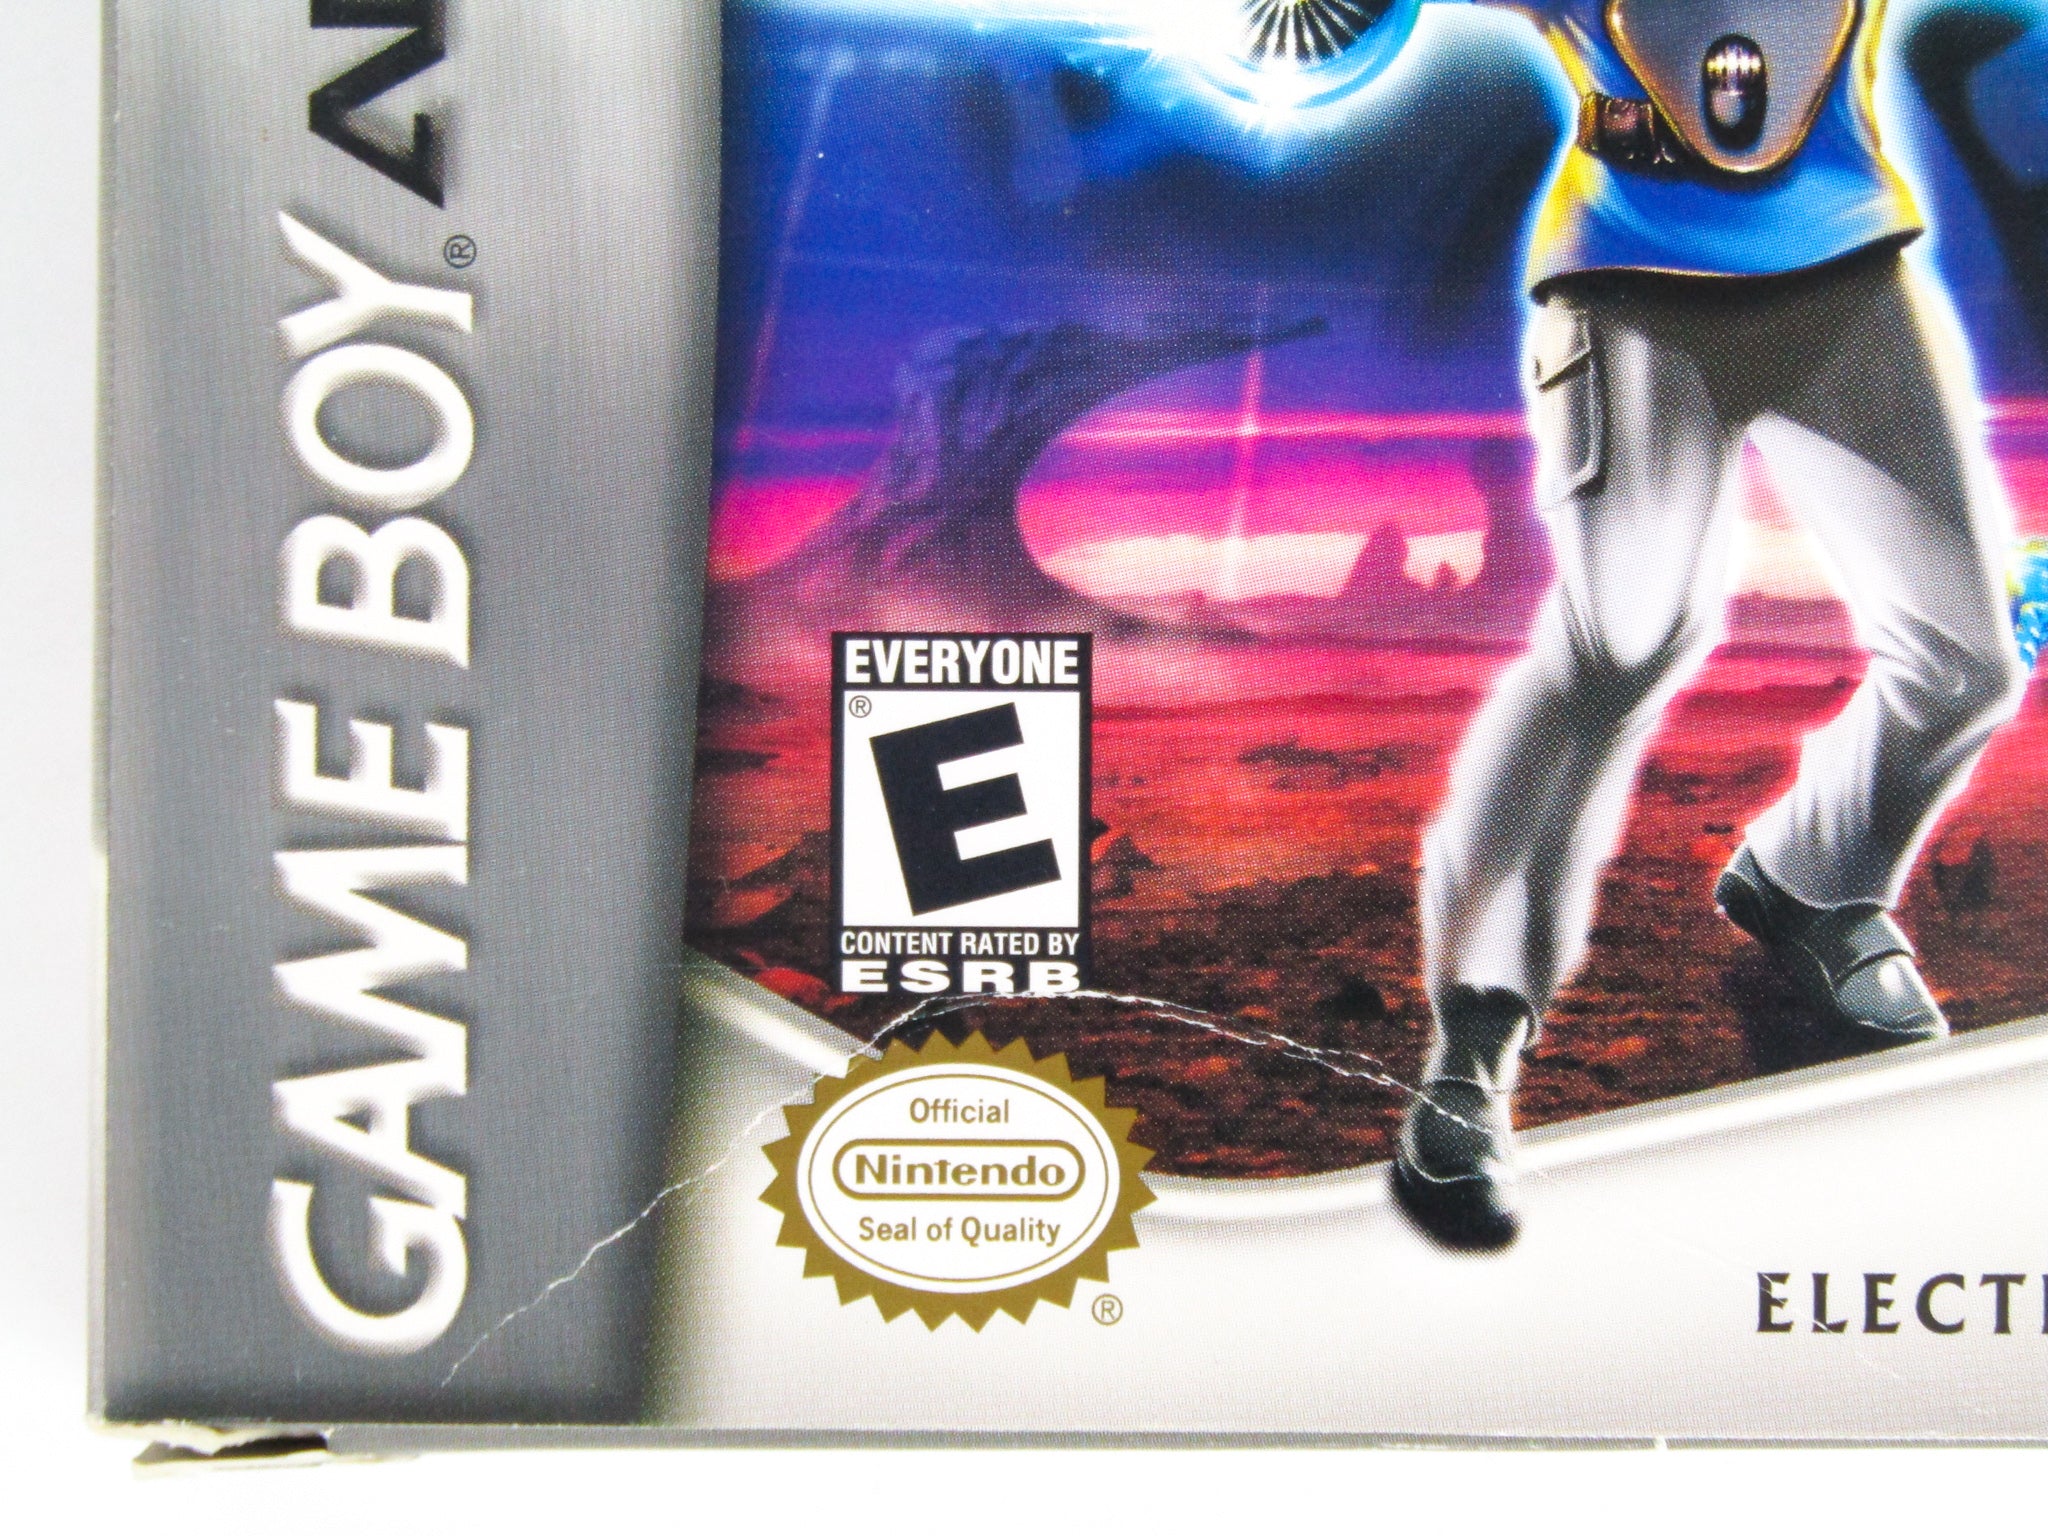 GAME BOY®
EVERYONE
®
E
CONTENT RATED BY
ESRB
Official
Nintendo
Seal of Quality
®
ELECT